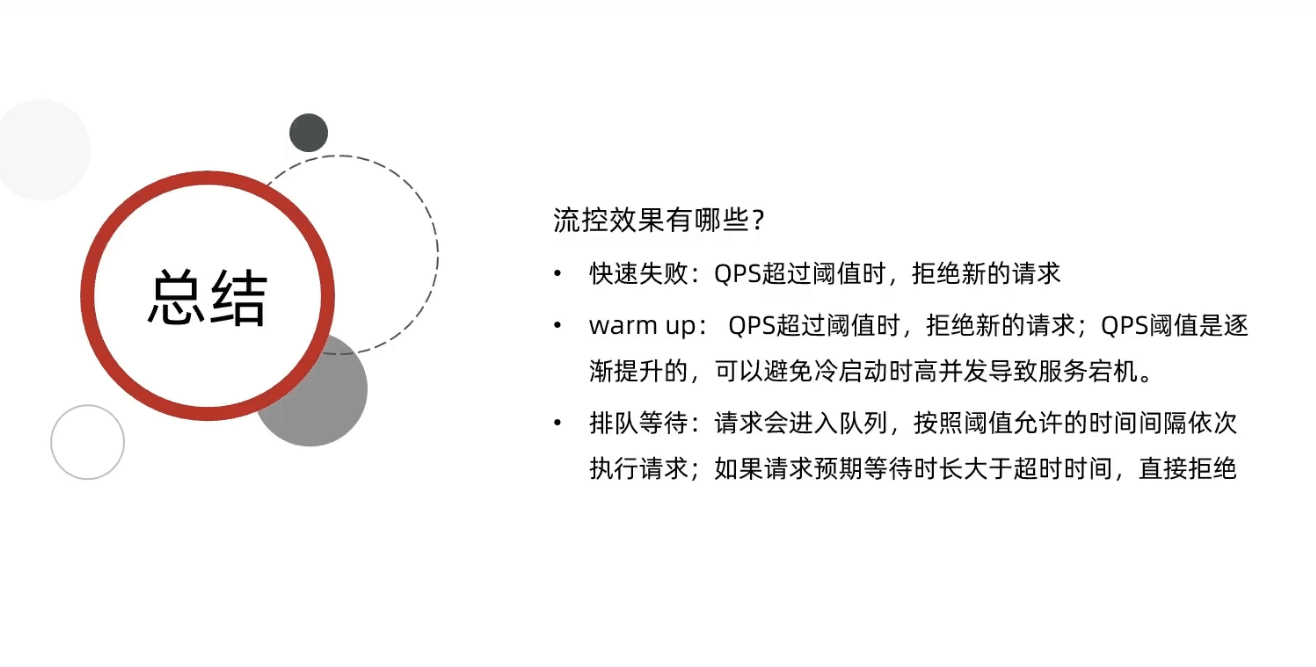 总结
流控效果有哪些？
• 快速失败：QPS超过阈值时，拒绝新的请求
• warm up： QPS超过阈值时，拒绝新的请求；QPS阈值是逐
渐提升的，可以避免冷启动时高并发导致服务宕机。
• 排队等待：请求会进入队列，按照阈值允许的时间间隔依次
执行请求；如果请求预期等待时长大于超时时间，直接拒绝